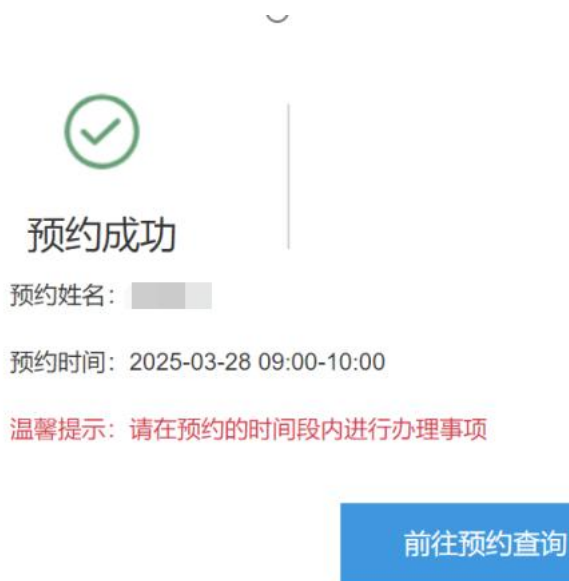 预约成功
预约姓名：
预约时间：2025-03-28 09:00-10:00
温馨提示：请在预约的时间段内进行办理事项
前往预约查询